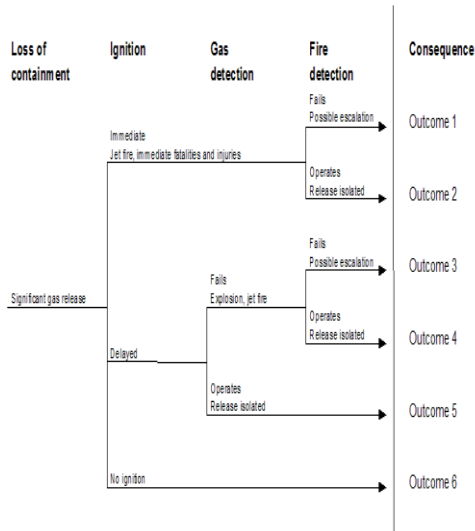 Loss of containment
Ignition
Gas detection
Fire detection
Consequence
Fails
Possible escalation
Outcome 1
Immediate
Jet fire, immediate fatalities and injuries
Operates
Release isolated
Outcome 2
Fails
Possible escalation
Outcome 3
Significant gas release
Fails
Explosion, jet fire
Operates
Release isolated
Outcome 4
Delayed
Operates
Release isolated
Outcome 5
No ignition
Outcome 6